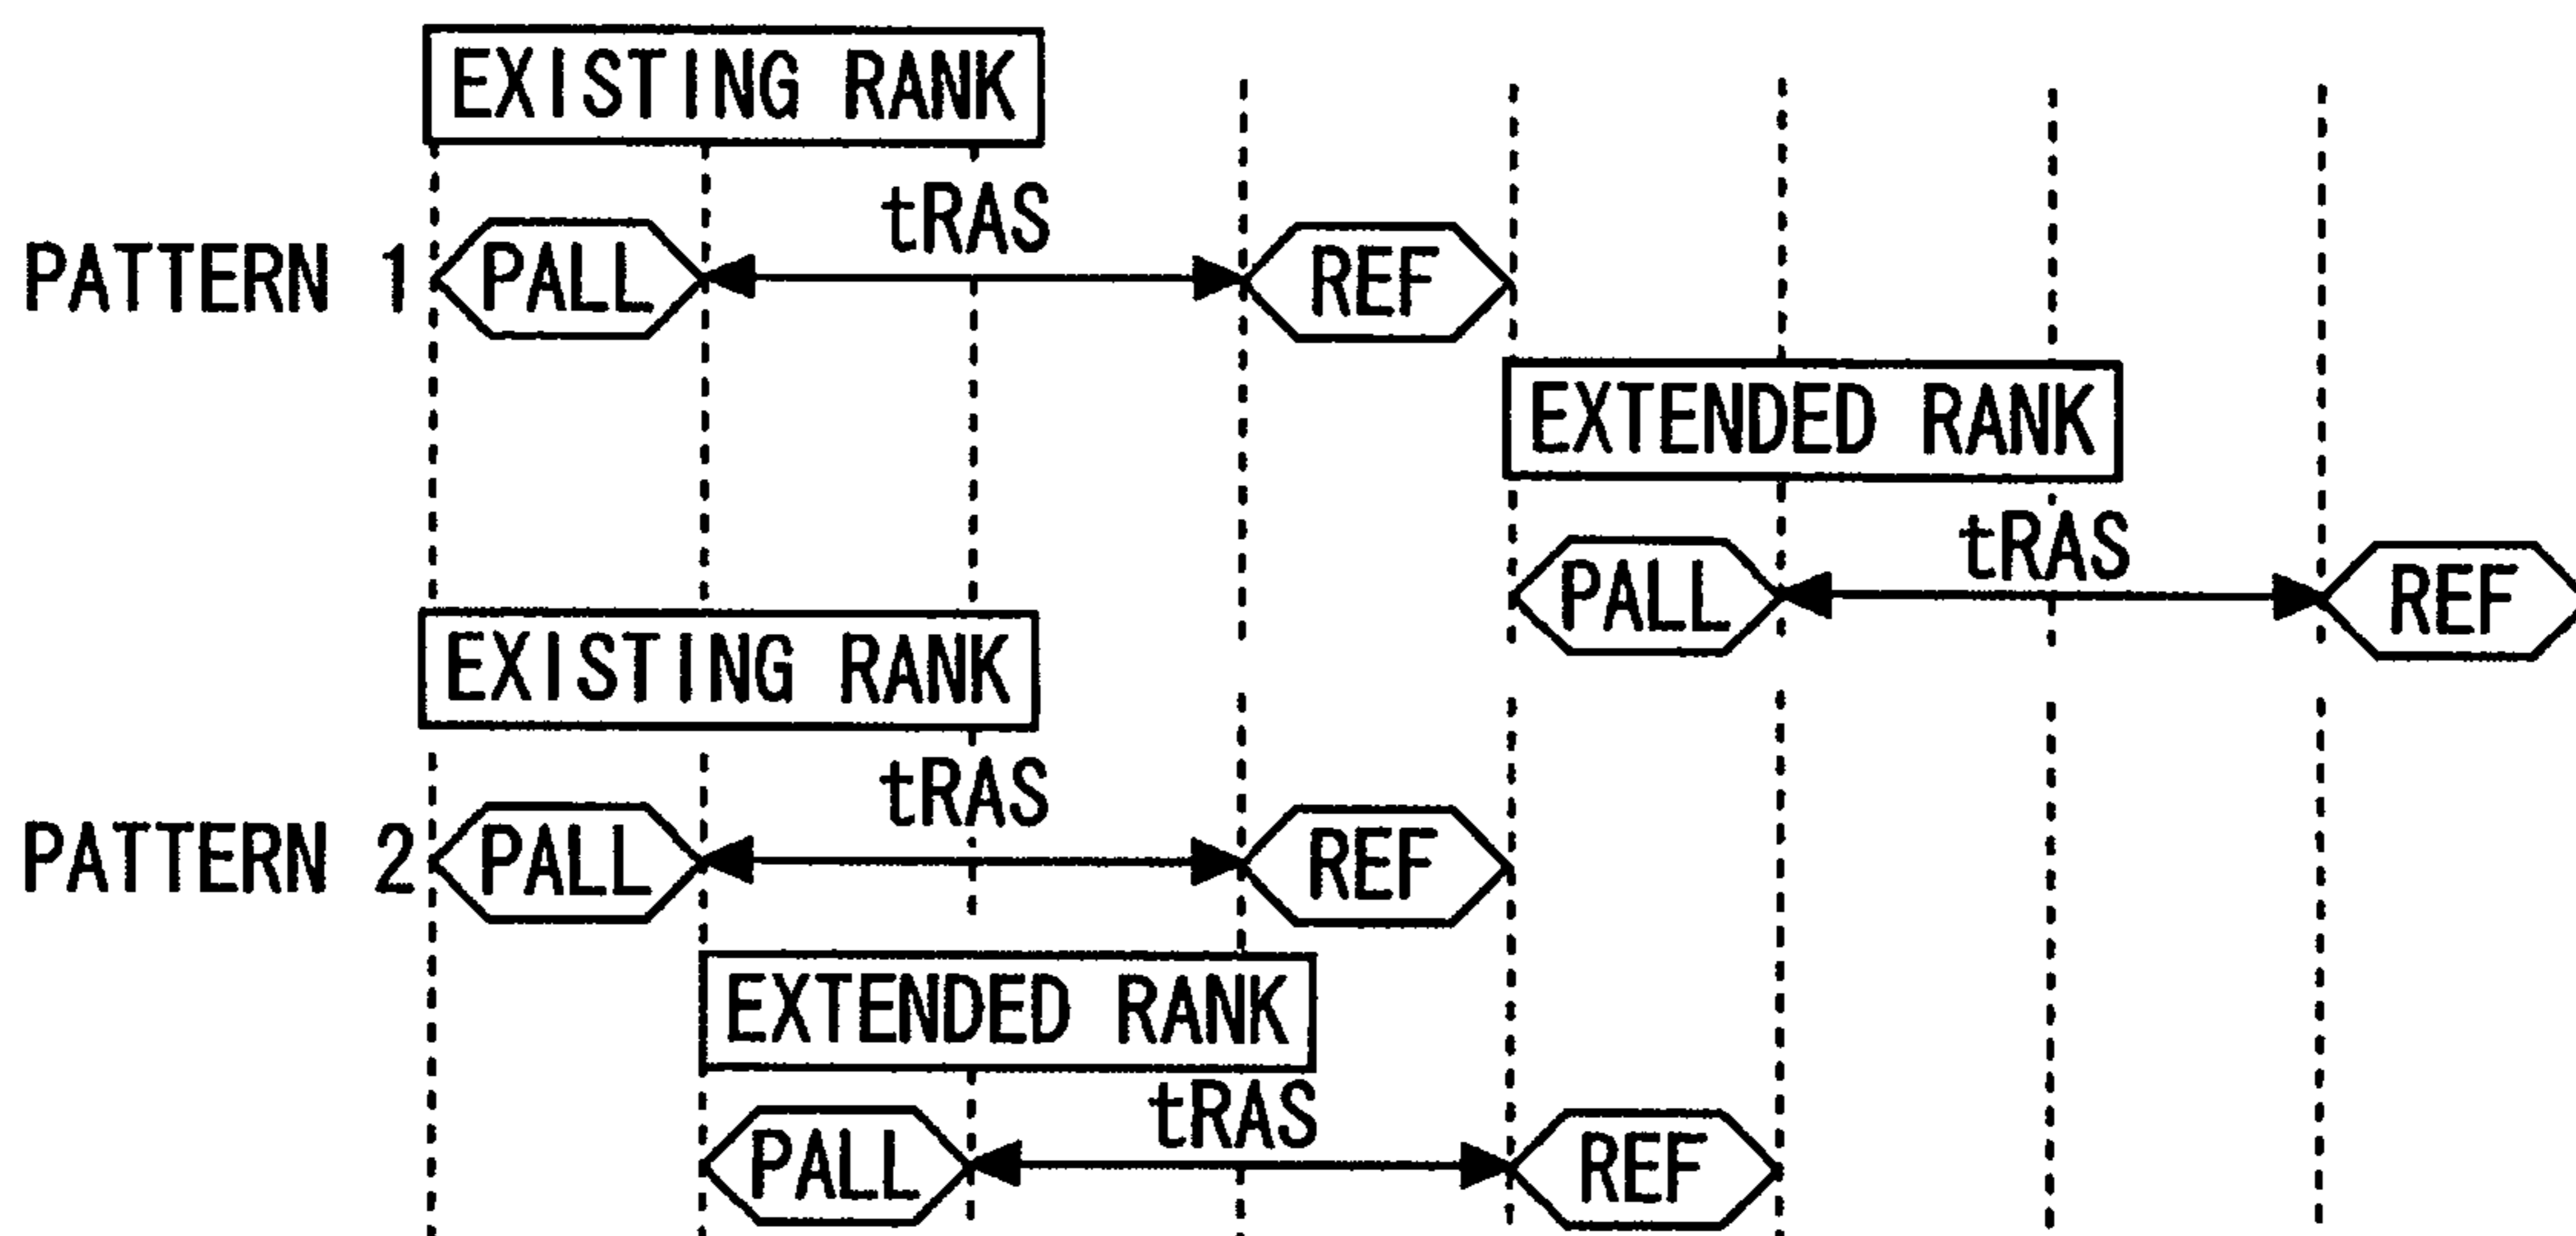 EXISTING RANK
tRAS
PATTERN 1 PALL REF
EXTENDED RANK
tRAS
PALL REF
EXISTING RANK
tRAS
PATTERN 2 PALL REF
EXTENDED RANK
tRAS
PALL REF